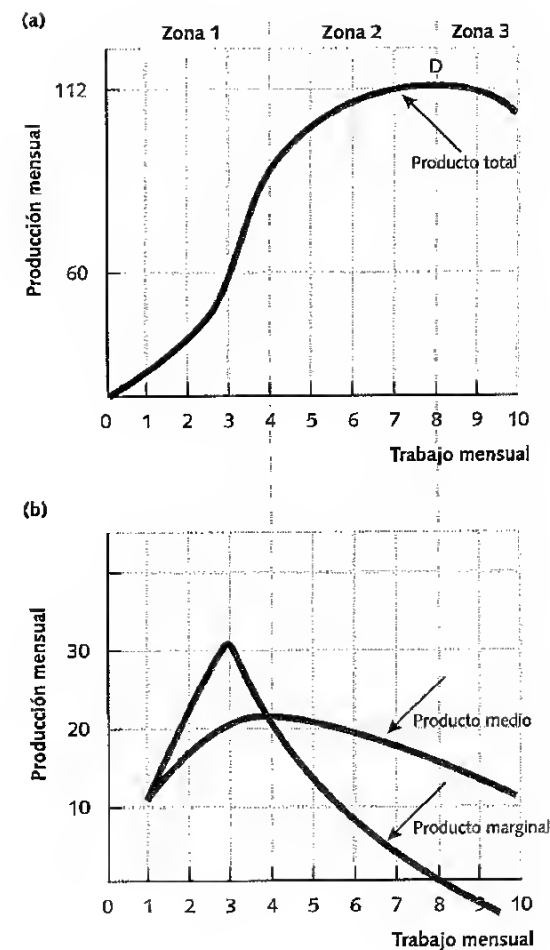 (a)
Zona 1 Zona 2 Zona 3
D
112
Producto total
Producción mensual
60
0 1 2 3 4 5 6 7 8 9 10
Trabajo mensual
(b)
Producción mensual
30
Producto medio
20
Producto marginal
10
0 1 2 3 4 5 6 7 8 9 10
Trabajo mensual